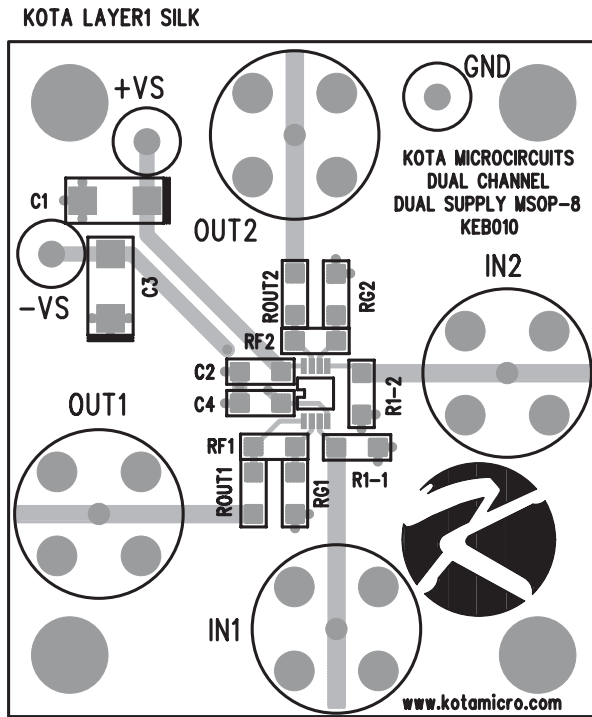 KOTA LAYER1 SILK
+VS
GND
KOTA MICROCIRCUITS
DUAL CHANNEL
DUAL SUPPLY MSOP-8
KEB010
C1
OUT2
IN2
-VS
C3
ROUT2
RG2
RF2
C2
C4
R1-2
OUT1
RF1
ROUT1
RG1
R1-1
IN1
www.kotamicro.com